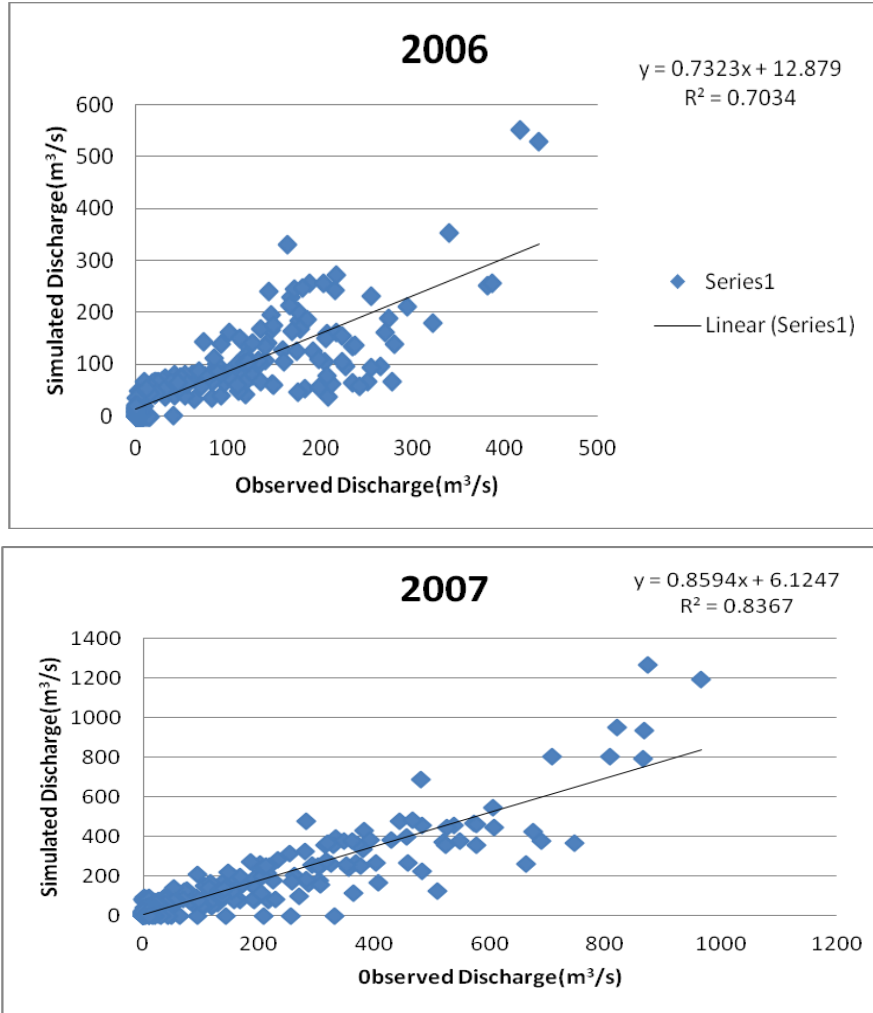 2006
y = 0.7323x + 12.879
R² = 0.7034
Simulated Discharge(m³/s)
600
500
400
300
200
100
0
0 100 200 300 400 500
Observed Discharge(m³/s)
Series1
Linear (Series1)
2007
y = 0.8594x + 6.1247
R² = 0.8367
Simulated Discharge(m³/s)
1400
1200
1000
800
600
400
200
0
0 200 400 600 800 1000 1200
0bserved Discharge(m³/s)